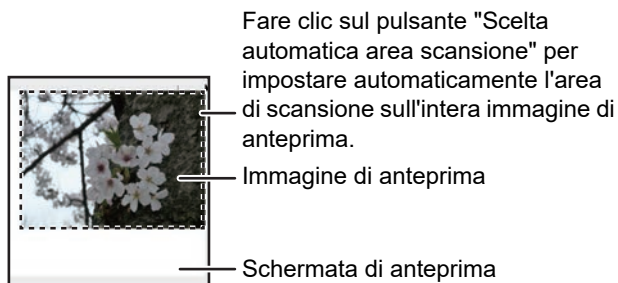 Fare clic sul pulsante "Scelta
automatica area scansione" per
impostare automaticamente l'area
di scansione sull'intera immagine di
anteprima.
Immagine di anteprima
Schermata di anteprima